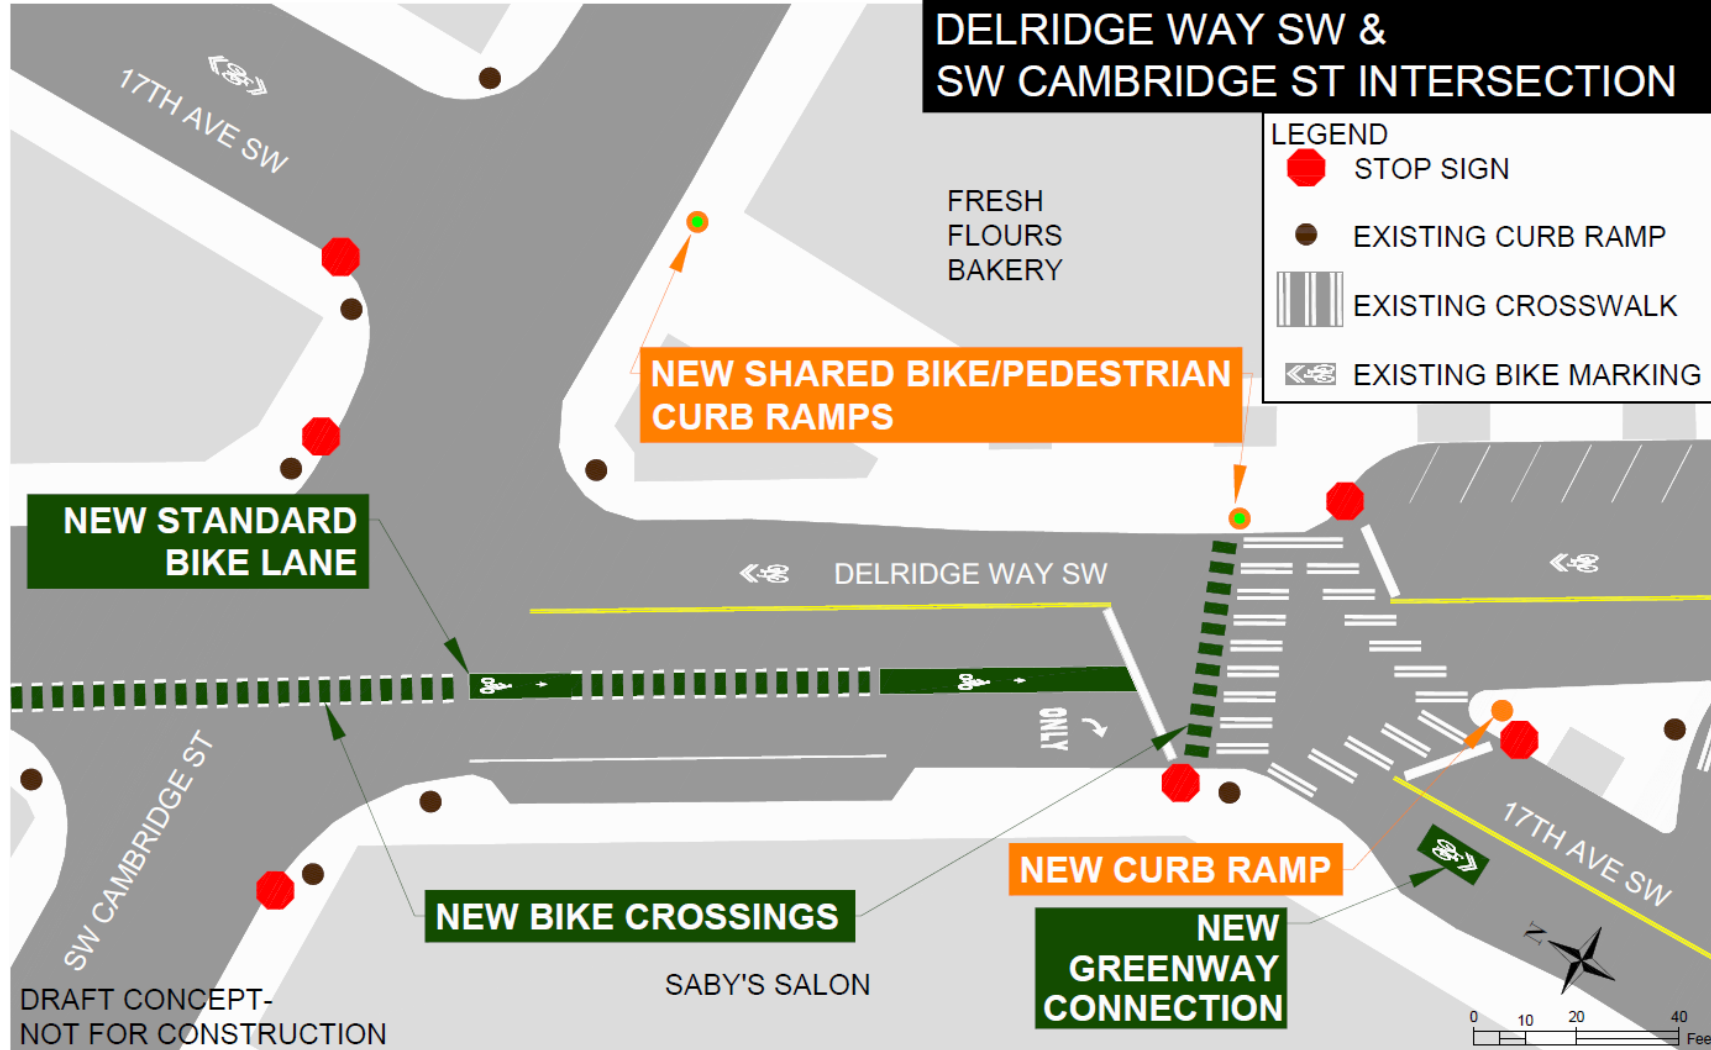 DELRIDGE WAY SW &
SW CAMBRIDGE ST INTERSECTION
LEGEND
STOP SIGN
EXISTING CURB RAMP
EXISTING CROSSWALK
EXISTING BIKE MARKING
17TH AVE SW
FRESH
FLOURS
BAKERY
NEW SHARED BIKE/PEDESTRIAN
CURB RAMPS
NEW STANDARD
BIKE LANE
DELRIDGE WAY SW
ONLY
SW CAMBRIDGE ST
17TH AVE SW
NEW CURB RAMP
NEW BIKE CROSSINGS
NEW
GREENWAY
CONNECTION
SABY'S SALON
N
DRAFT CONCEPT-
NOT FOR CONSTRUCTION
0 10 20 40
Fee